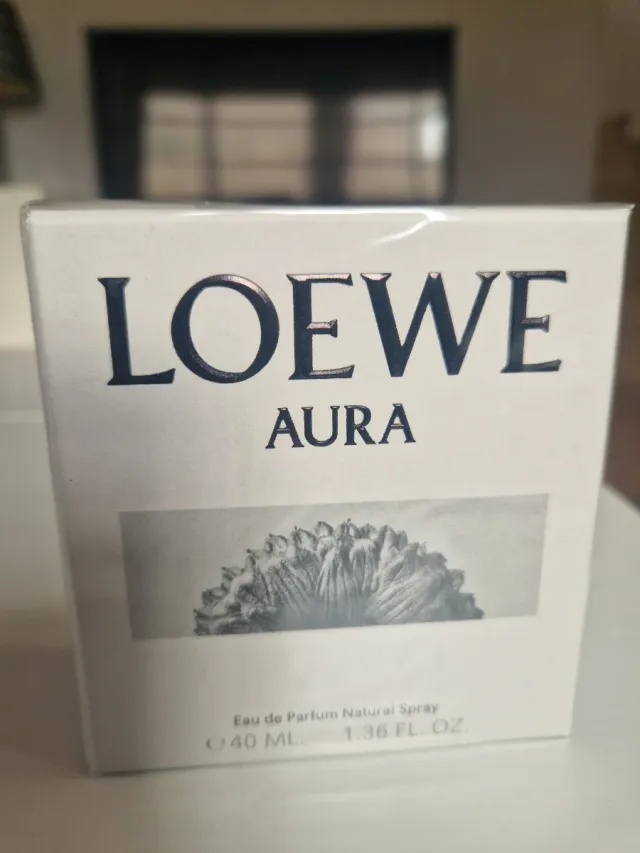 LOEWE
AURA
Eau de Parfum Natural Spray
℮40 ML. 1.36 FL. OZ.